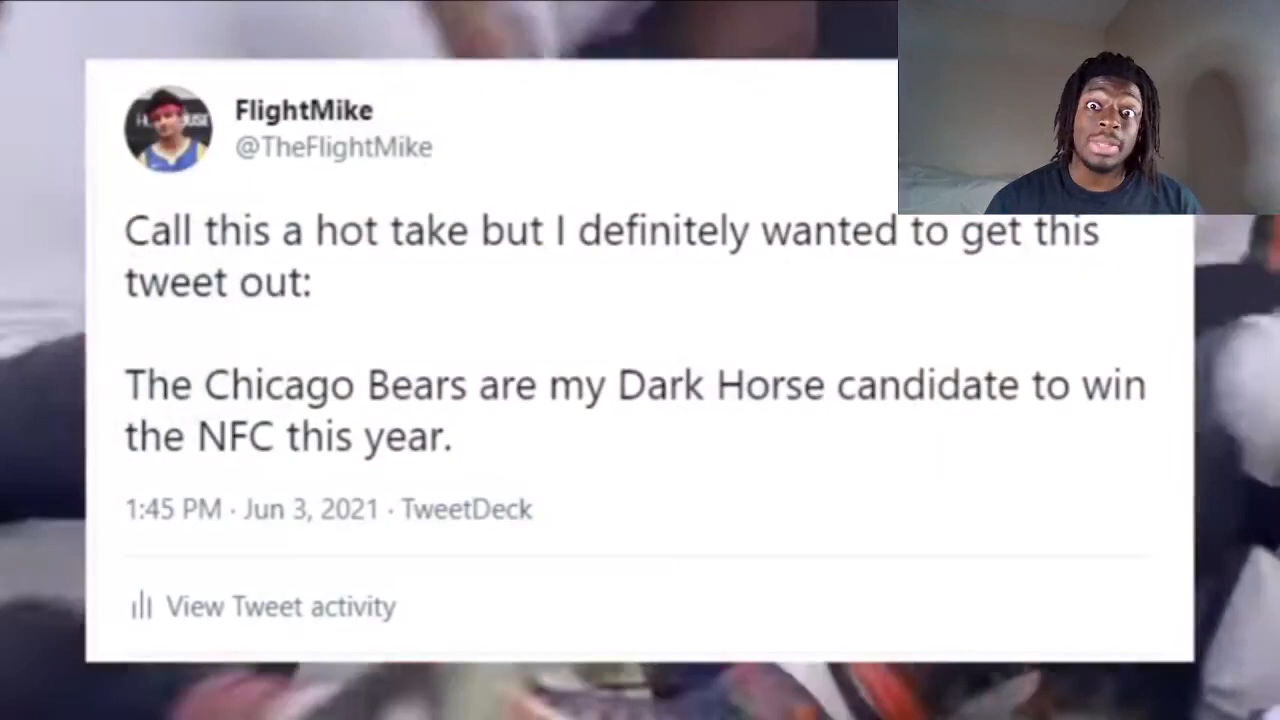 FlightMike
@TheFlightMike
Call this a hot take but I definitely wanted to get this
tweet out:
The Chicago Bears are my Dark Horse candidate to win
the NFC this year.
1:45 PM · Jun 3, 2021 · TweetDeck
View Tweet activity